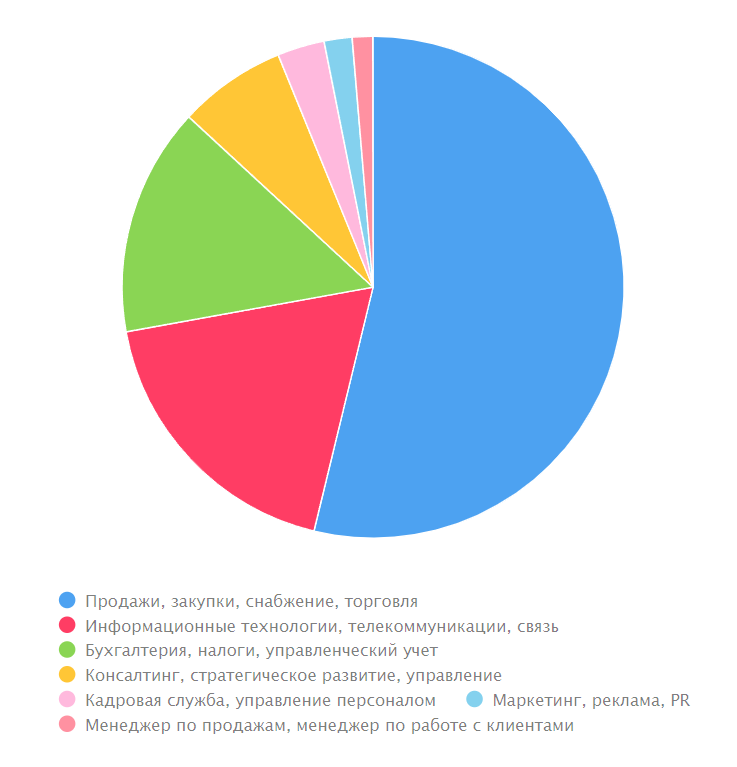 Продажи, закупки, снабжение, торговля
Информационные технологии, телекоммуникации, связь
Бухгалтерия, налоги, управленческий учет
Консалтинг, стратегическое развитие, управление
Кадровая служба, управление персоналом Маркетинг, реклама, PR
Менеджер по продажам, менеджер по работе с клиентами